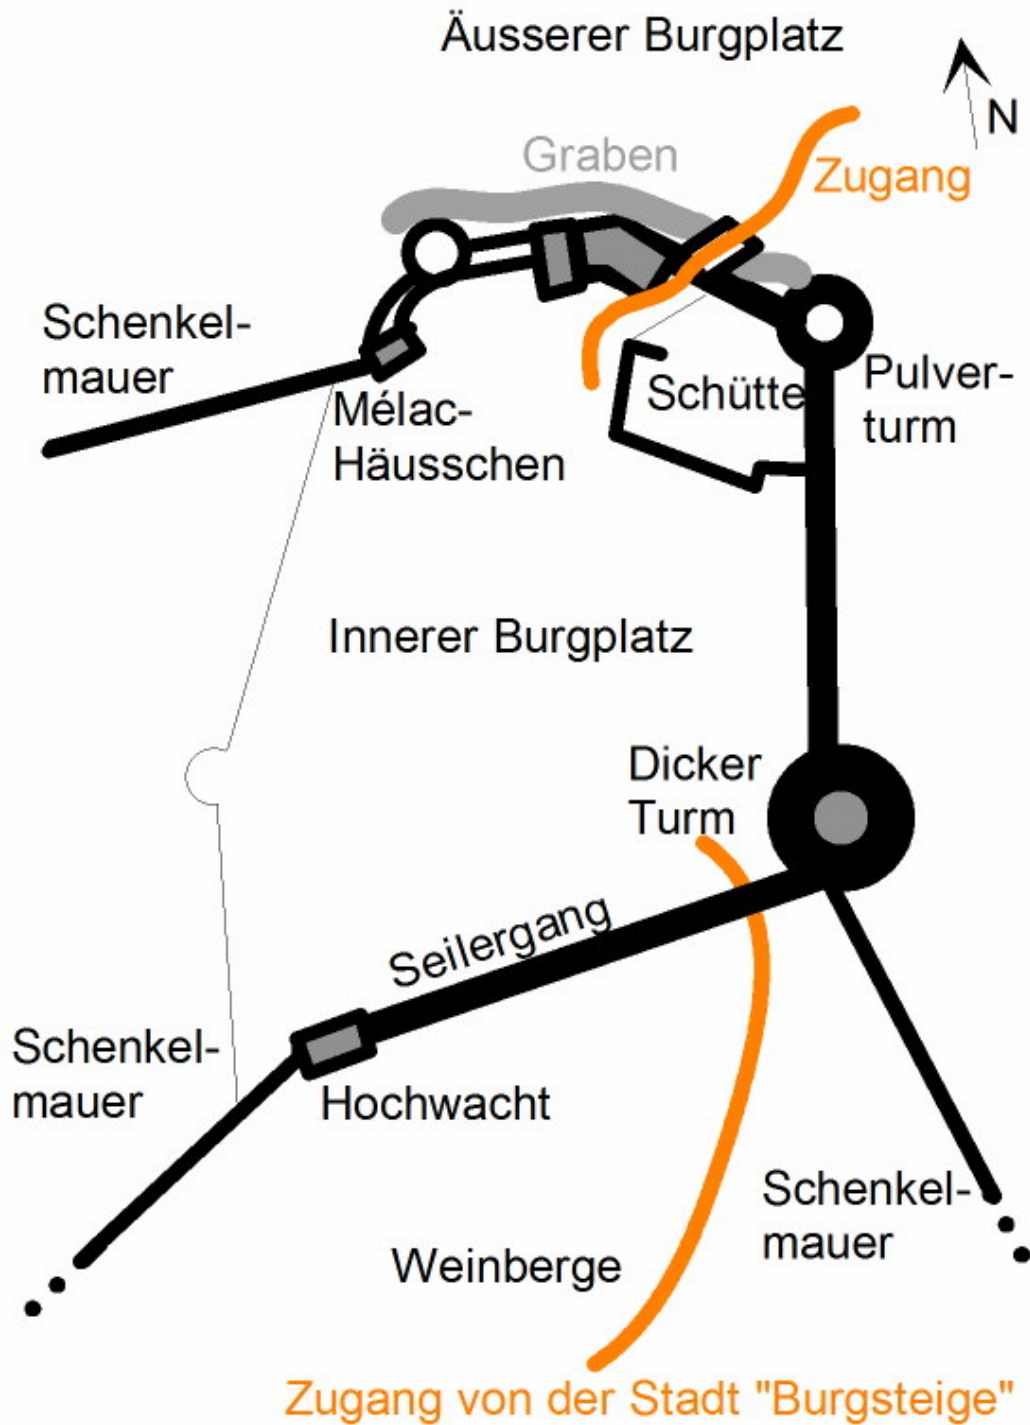 Äusserer Burgplatz
N
Graben
Zugang
Schenkel-
mauer
Mélac-
Häusschen
Schütte
Pulver-
turm
Innerer Burgplatz
Dicker
Turm
Seilergang
Schenkel-
mauer
Hochwacht
Schenkel-
mauer
Weinberge
Zugang von der Stadt "Burgsteige"